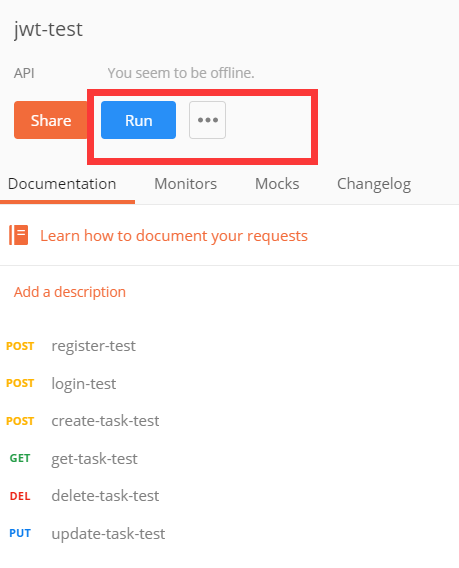 jwt-test
API You seem to be offline.
Share Run
Documentation Monitors Mocks Changelog
Learn how to document your requests
Add a description
POST register-test
POST login-test
POST create-task-test
GET get-task-test
DEL delete-task-test
PUT update-task-test